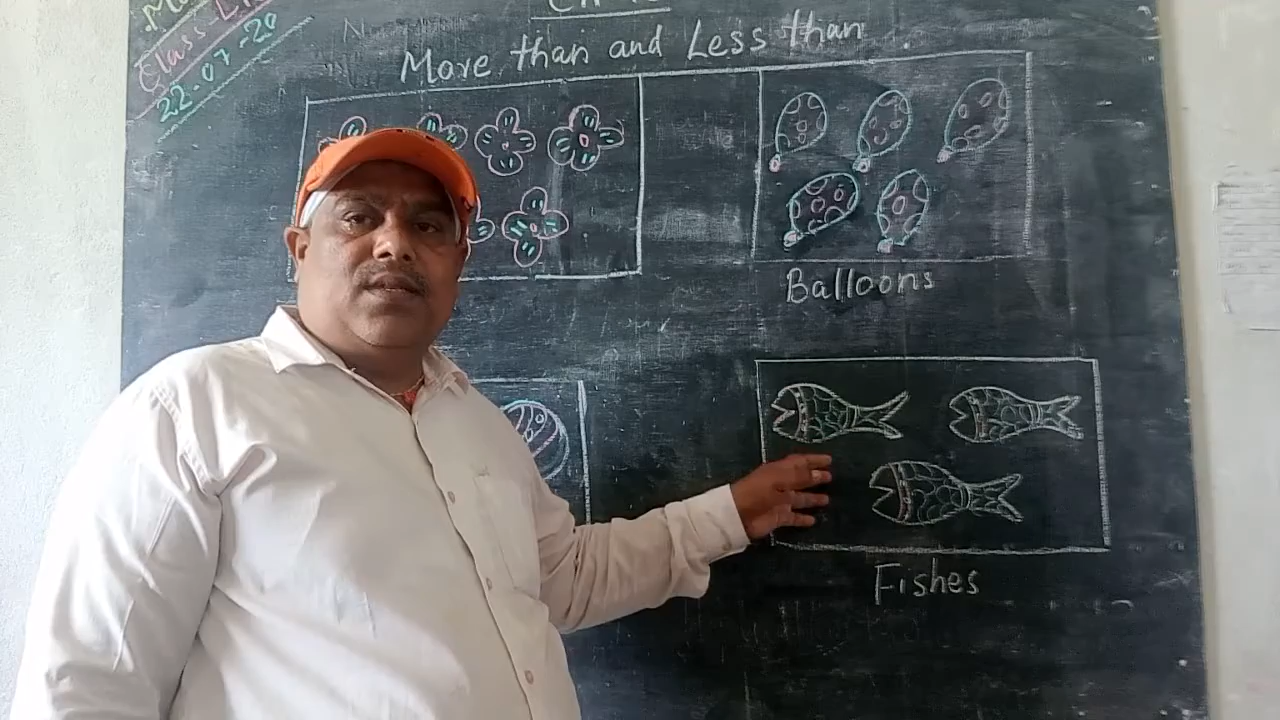 Class-
22-07-20
More than and Less than
Balloons
Fishes